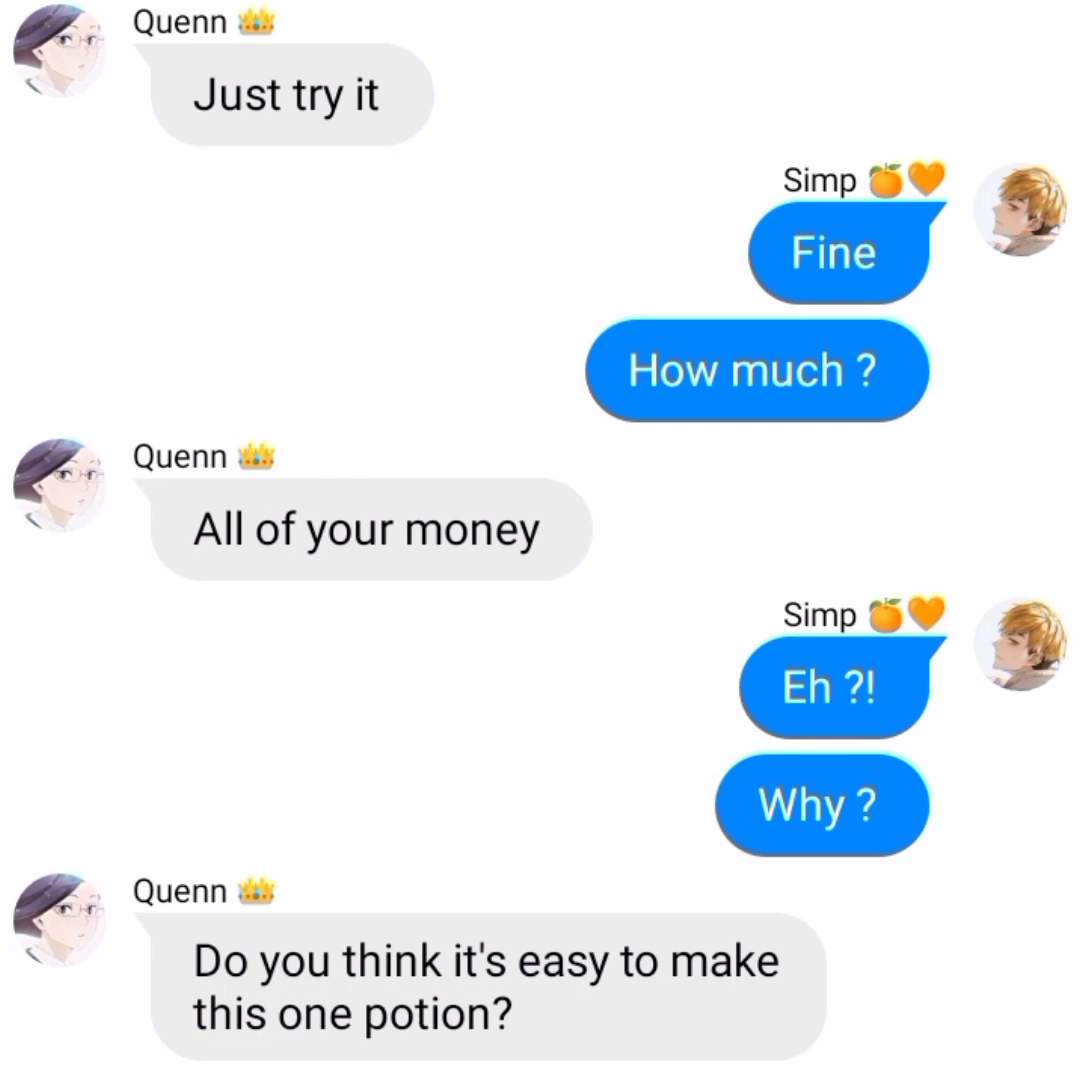 Quenn 👑
Just try it
Simp 🍊🧡
Fine
How much ?
Quenn 👑
All of your money
Simp 🍊🧡
Eh ?!
Why ?
Quenn 👑
Do you think it's easy to make
this one potion?